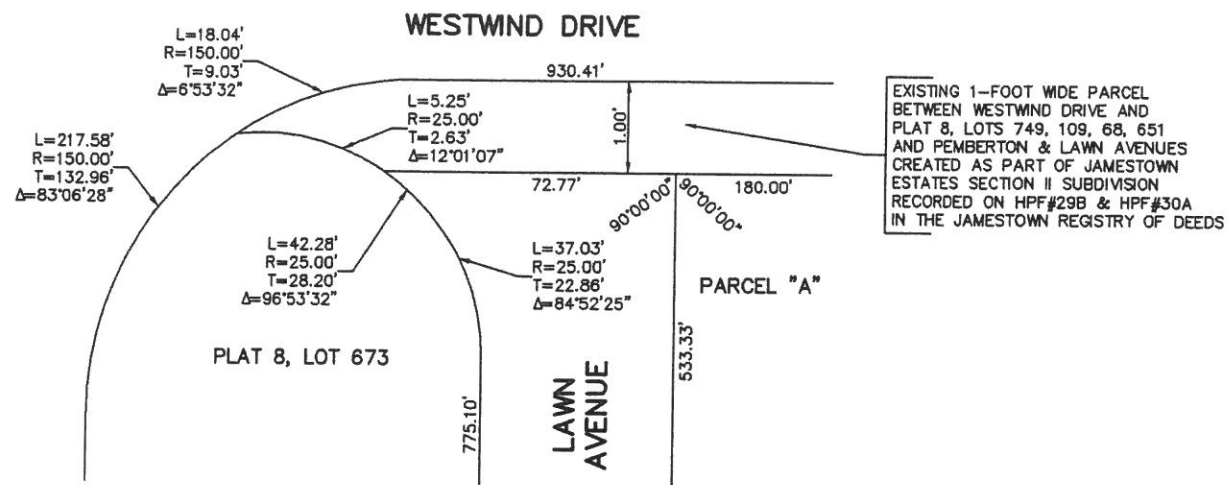 WESTWIND DRIVE
L=18.04'
R=150.00'
T=9.03'
Δ=6°53'32"
930.41'
L=5.25'
R=25.00'
T=2.63'
Δ=12°01'07"
1.00'
EXISTING 1-FOOT WIDE PARCEL
BETWEEN WESTWIND DRIVE AND
PLAT 8, LOTS 749, 109, 68, 651
AND PEMBERTON & LAWN AVENUES
CREATED AS PART OF JAMESTOWN
ESTATES SECTION II SUBDIVISION
RECORDED ON HPF#29B & HPF#30A
IN THE JAMESTOWN REGISTRY OF DEEDS
L=217.58'
R=150.00'
T=132.96'
Δ=83°06'28"
72.77'
180.00'
90°00'00"
90°00'00"
L=42.28'
R=25.00'
T=28.20'
Δ=96°53'32"
L=37.03'
R=25.00'
T=22.86'
Δ=84°52'25"
PARCEL "A"
PLAT 8, LOT 673
533.33'
775.10'
LAWN
AVENUE